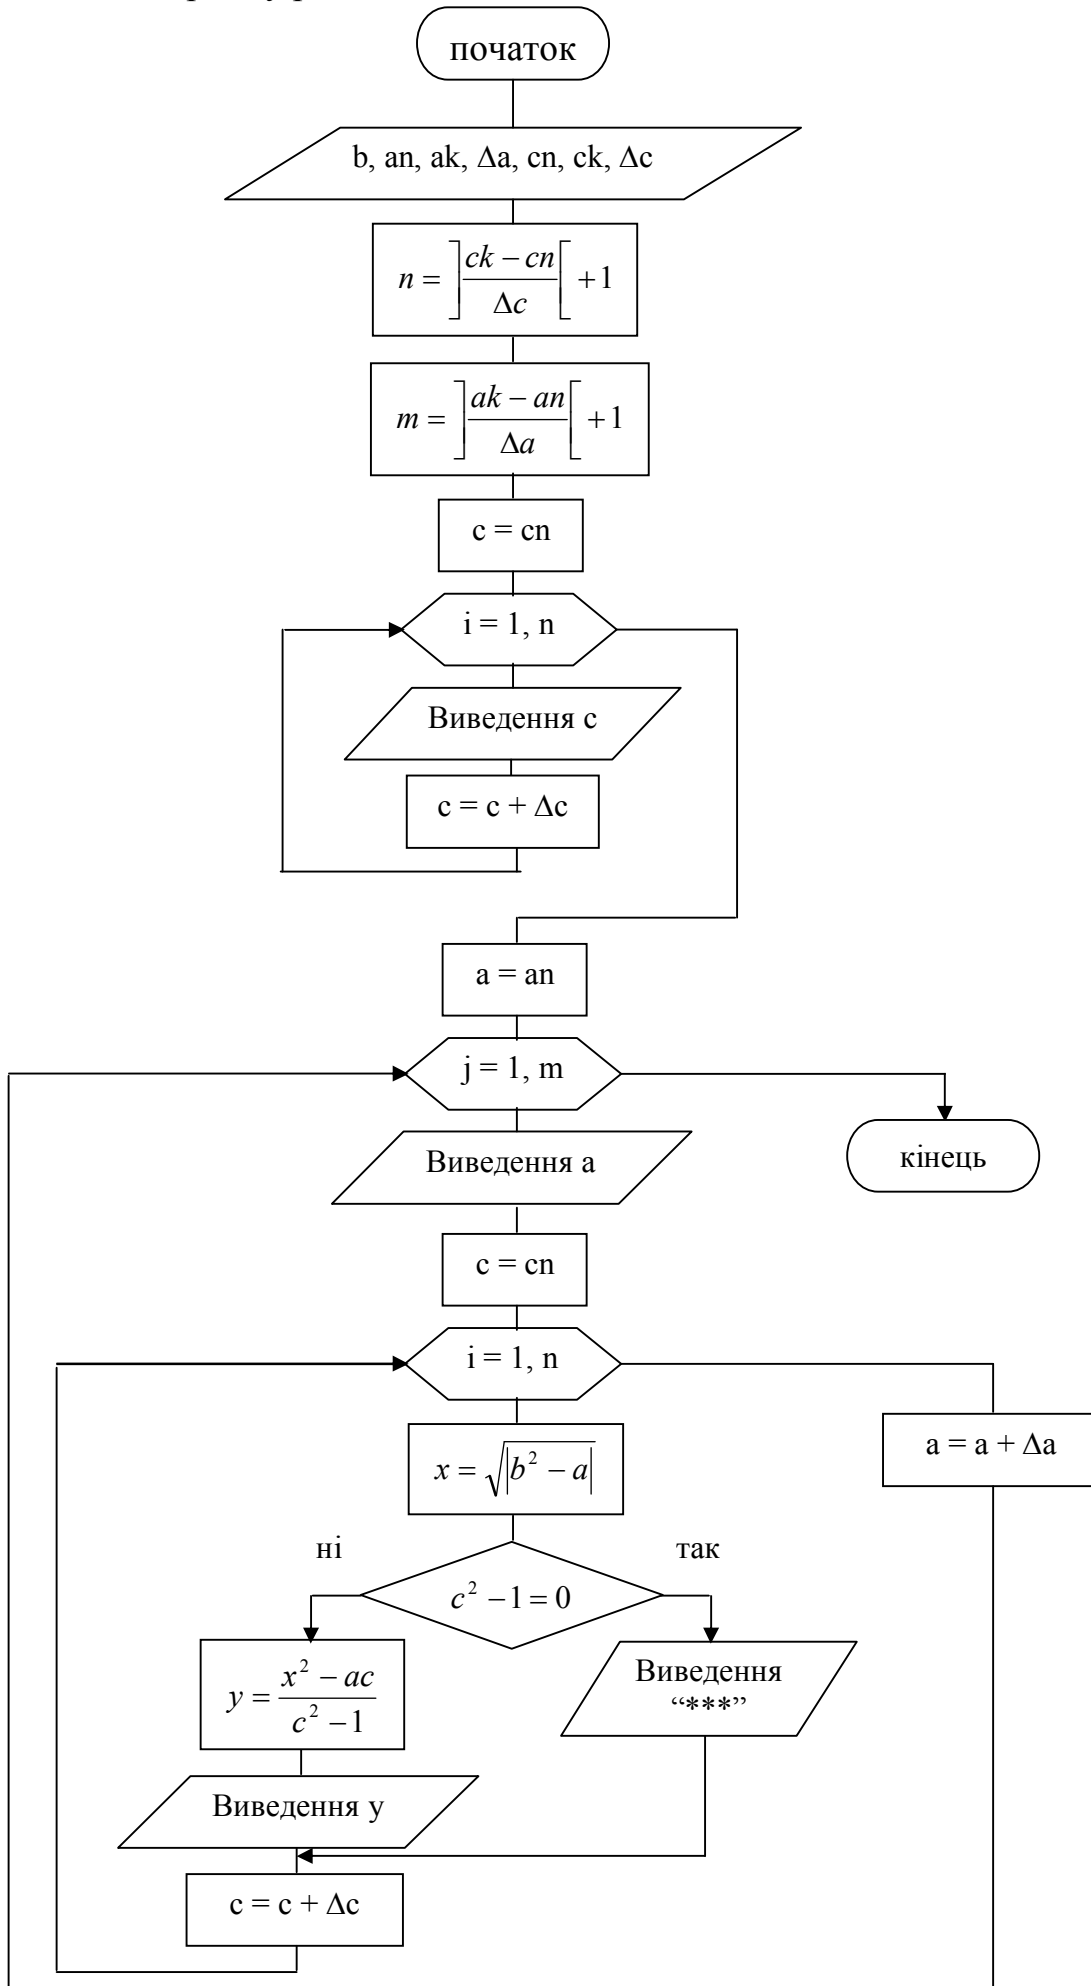 початок
b, an, ak, Δa, cn, ck, Δc
n = ](ck – cn)/Δc[ + 1
m = ](ak – an)/Δa[ + 1
c = cn
i = 1, n
Виведення c
c = c + Δc
a = an
j = 1, m
Виведення a
кінець
c = cn
i = 1, n
a = a + Δa
x = √|b² – a|
ні
так
c² – 1 = 0
y = (x² – ac)/(c² – 1)
Виведення
“***”
Виведення y
c = c + Δc